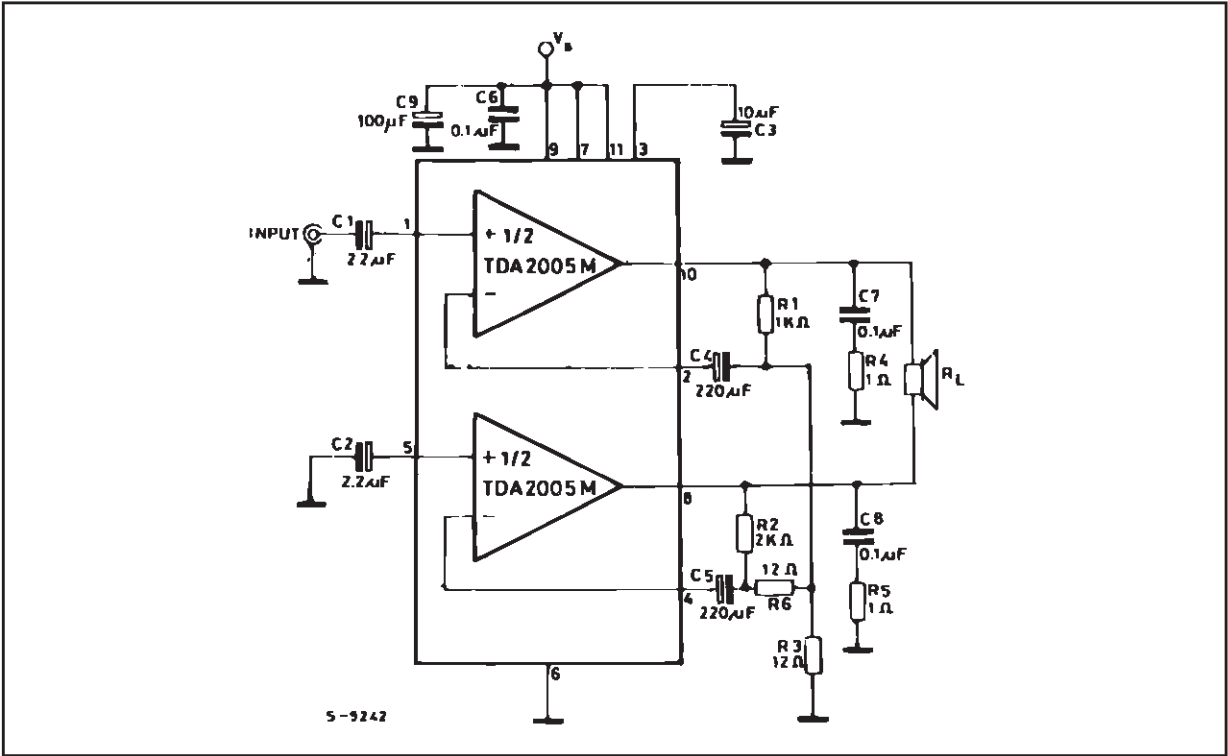 Vs
C9
100µF
C6
0.1µF
10µF
C3
9
7
11
3
INPUT
C1
2.2µF
1
+ 1/2
TDA2005M
−
10
R1
1KΩ
C7
0.1µF
R4
1Ω
RL
C4
220µF
2
C2
2.2µF
5
+ 1/2
TDA2005M
−
8
R2
2KΩ
C8
0.1µF
C5
220µF
4
12Ω
R6
R5
1Ω
R3
12Ω
6
S-9242